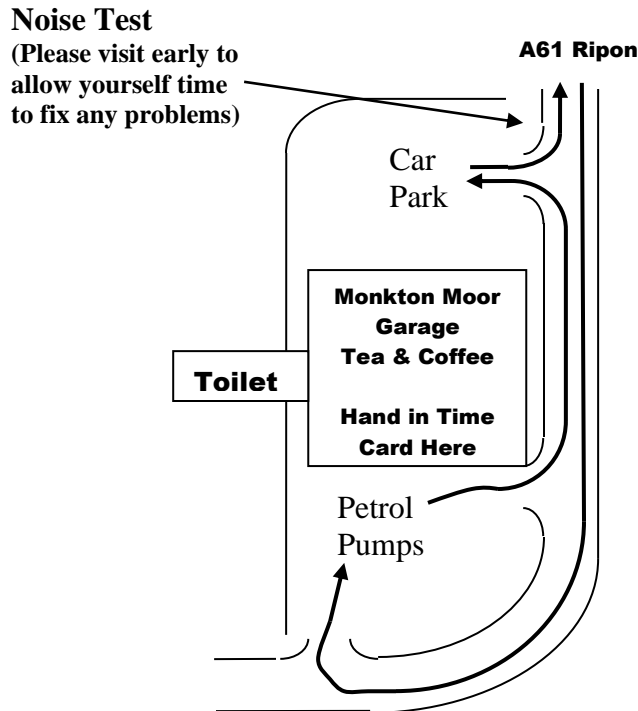 Noise Test
(Please visit early to
allow yourself time
to fix any problems)
A61 Ripon
Car
Park
Monkton Moor
Garage
Tea & Coffee
Toilet
Hand in Time
Card Here
Petrol
Pumps